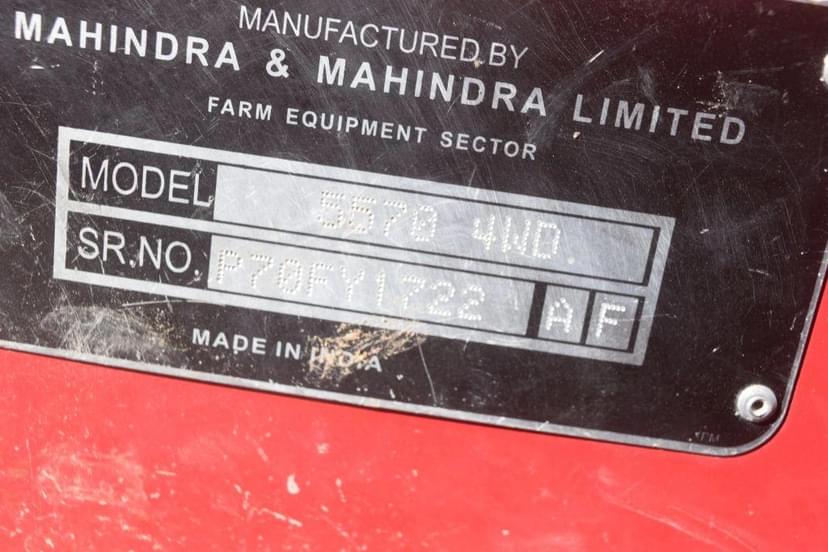 MANUFACTURED BY
MAHINDRA & MAHINDRA LIMITED
FARM EQUIPMENT SECTOR
MODEL 5570 4WD.
SR.NO. P70FY1722 A F
MADE IN INDIA